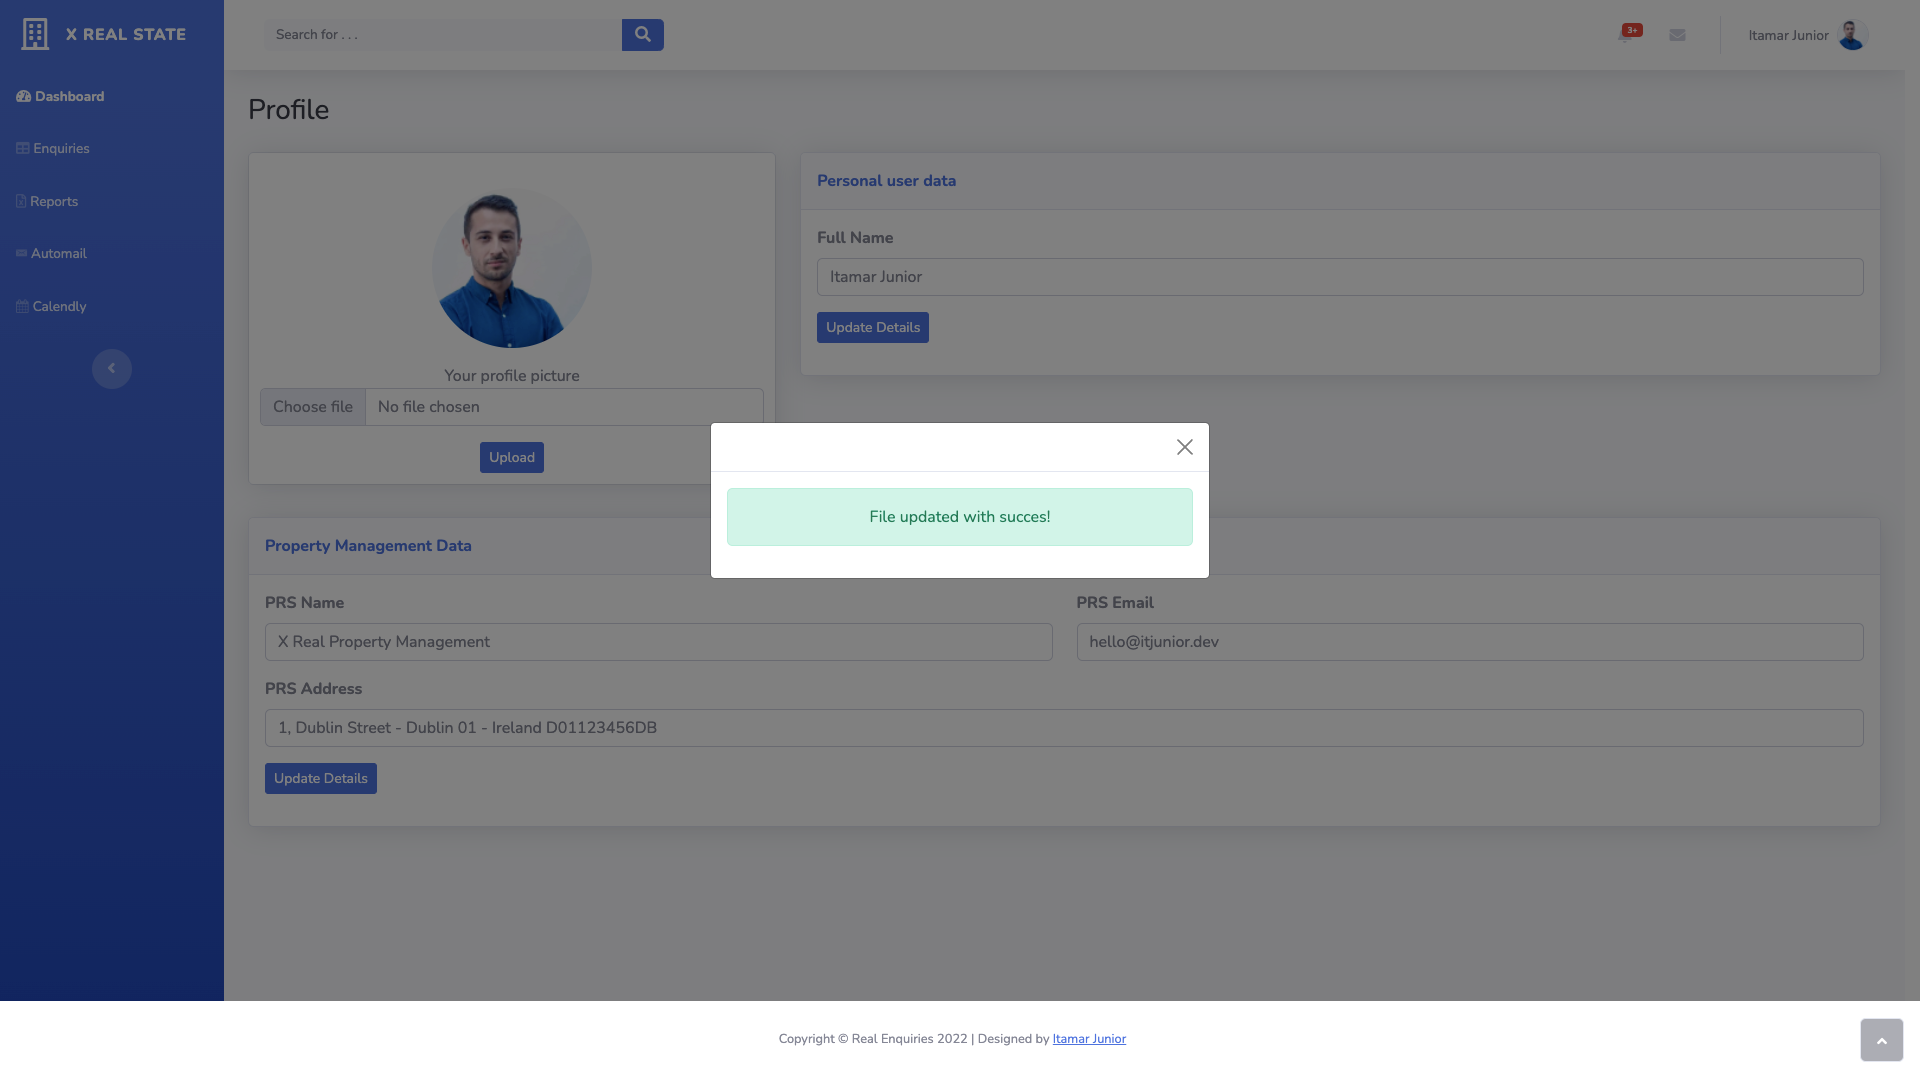 X REAL STATE
Search for . . .
3+
Itamar Junior
Dashboard
Enquiries
Reports
Automail
Calendly
Profile
Your profile picture
Choose file No file chosen
Upload
Personal user data
Full Name
Itamar Junior
Update Details
File updated with succes!
Property Management Data
PRS Name
X Real Property Management
PRS Email
hello@itjunior.dev
PRS Address
1, Dublin Street - Dublin 01 - Ireland D01123456DB
Update Details
Copyright © Real Enquiries 2022 | Designed by Itamar Junior